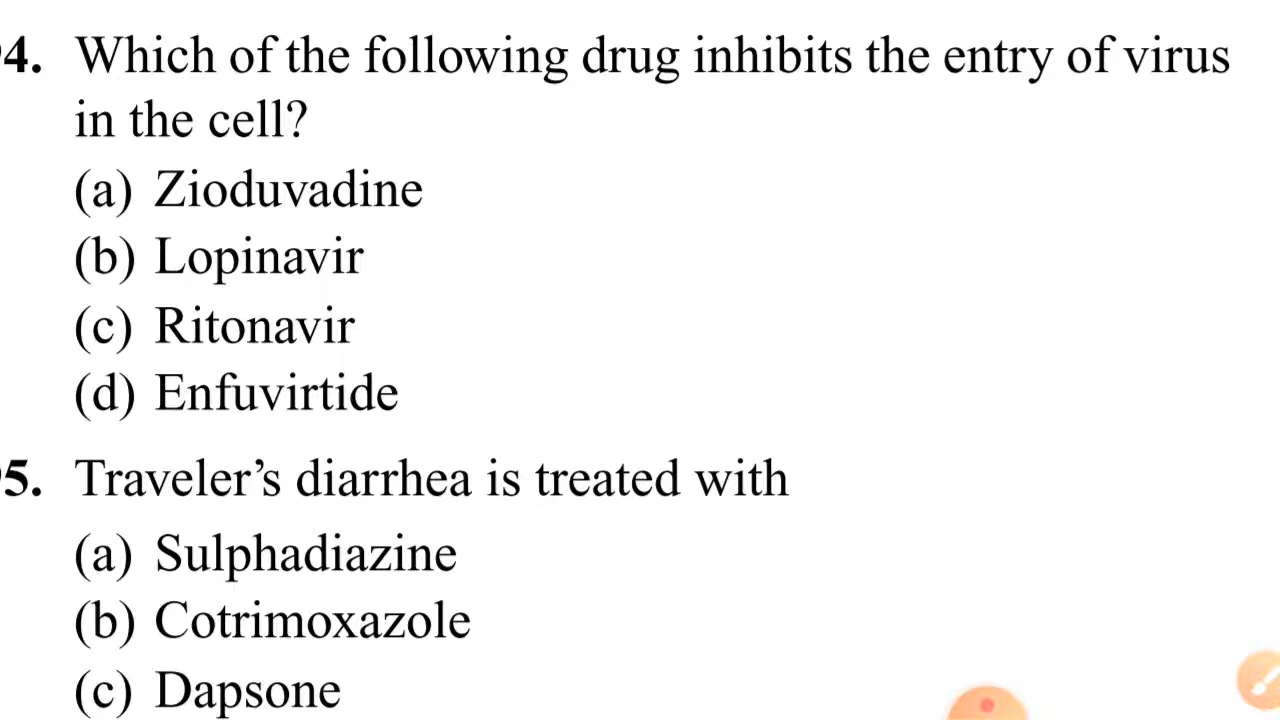 4. Which of the following drug inhibits the entry of virus
in the cell?
(a) Zioduvadine
(b) Lopinavir
(c) Ritonavir
(d) Enfuvirtide
5. Traveler’s diarrhea is treated with
(a) Sulphadiazine
(b) Cotrimoxazole
(c) Dapsone